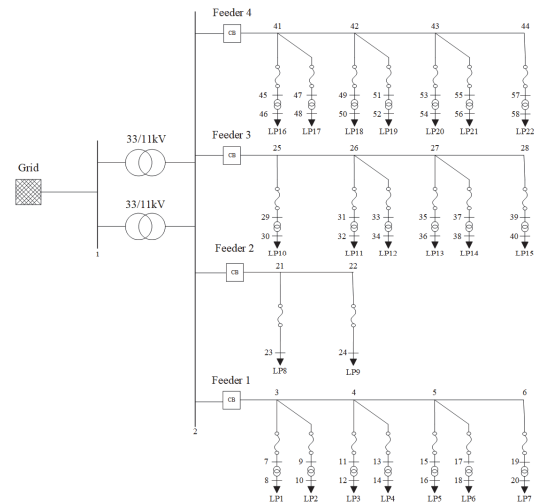 Feeder 4
41 42 43 44
CB
45 47 49 51 53 55 57
46 48 50 52 54 56 58
LP16 LP17 LP18 LP19 LP20 LP21 LP22
33/11kV
Feeder 3
25 26 27 28
CB
Grid
33/11kV
29 31 33 35 37 39
30 32 34 36 38 40
LP10 LP11 LP12 LP13 LP14 LP15
1
Feeder 2
21 22
CB
23 24
LP8 LP9
Feeder 1
3 4 5 6
CB
2
7 9 11 13 15 17 19
8 10 12 14 16 18 20
LP1 LP2 LP3 LP4 LP5 LP6 LP7